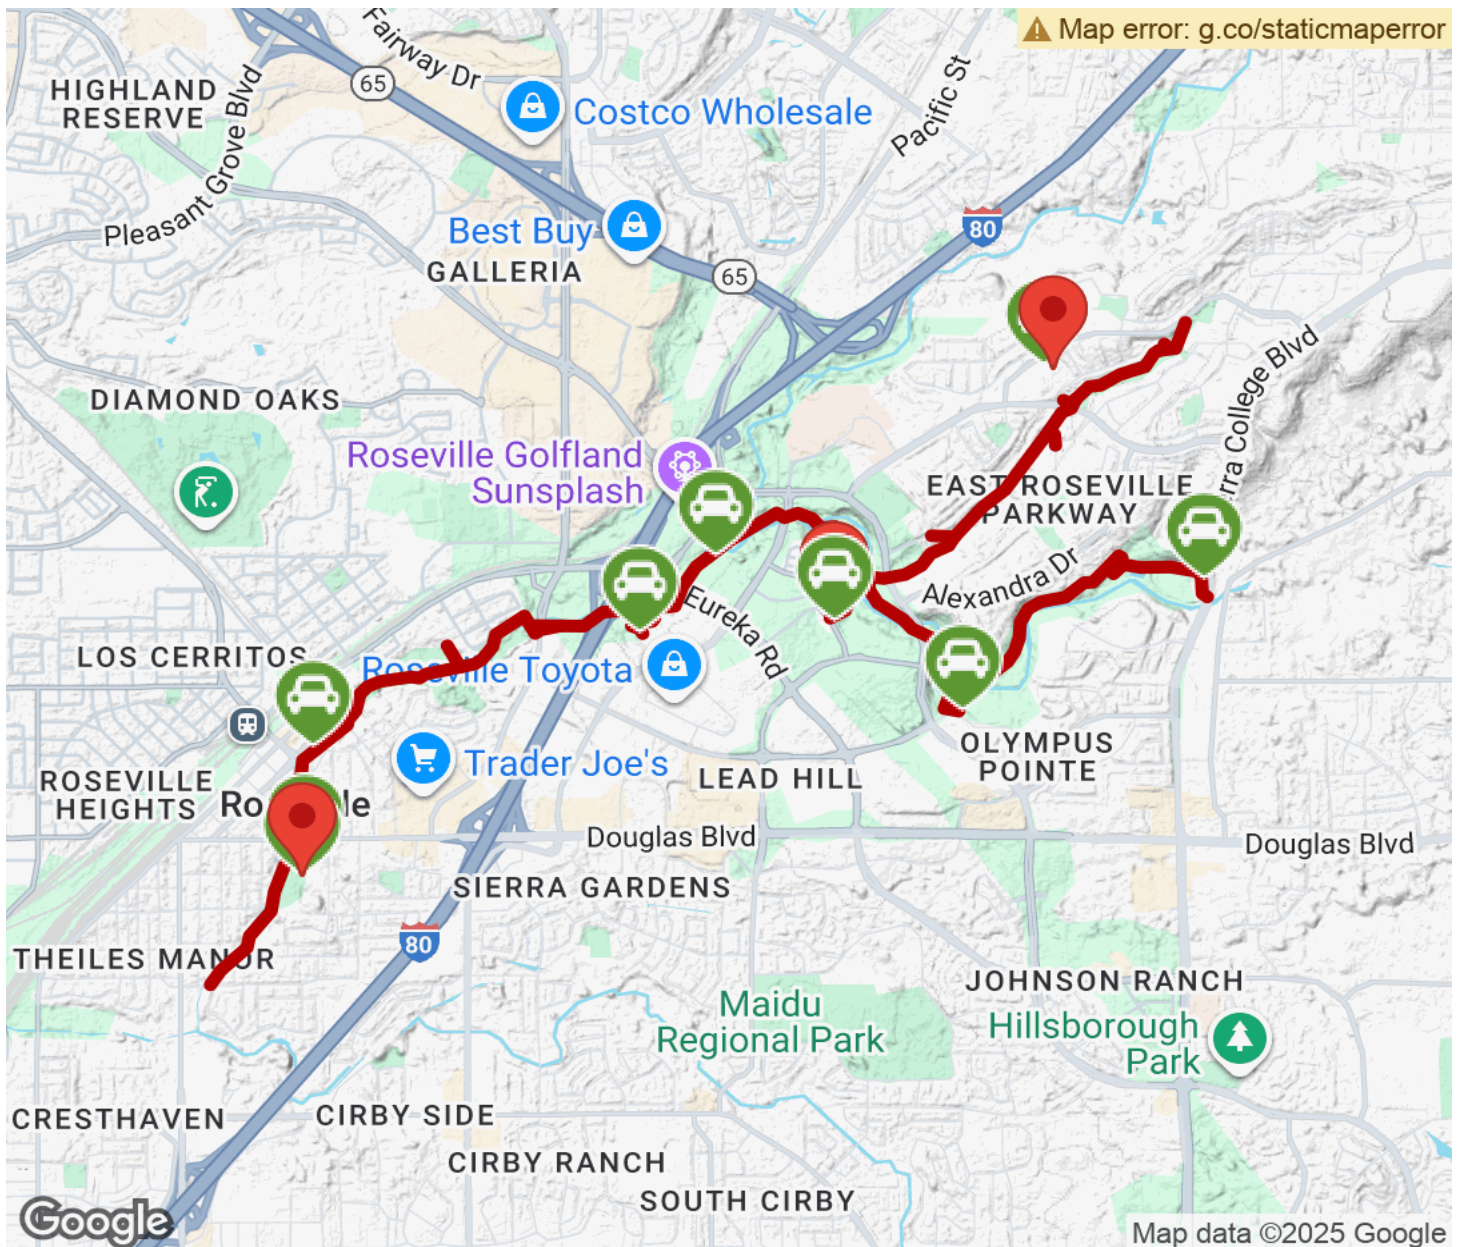 Map error: g.co/staticmaperror
Fairway Dr
65
HIGHLAND
RESERVE
Pleasant Grove Blvd
Costco Wholesale
Pacific St
Best Buy
80
GALLERIA
65
DIAMOND OAKS
College Blvd
Roseville Golfland
Sunsplash
EAST ROSEVILLE
PARKWAY
Alexandra Dr
Eureka Rd
LOS CERRITOS
Roseville Toyota
OLYMPUS
POINTE
Trader Joe's
LEAD HILL
ROSEVILLE
HEIGHTS
Douglas Blvd
Douglas Blvd
SIERRA GARDENS
80
THEILES MANOR
JOHNSON RANCH
Maidu
Regional Park
Hillsborough
Park
CRESTHAVEN
CIRBY SIDE
CIRBY RANCH
SOUTH CIRBY
Google
Map data ©2025 Google